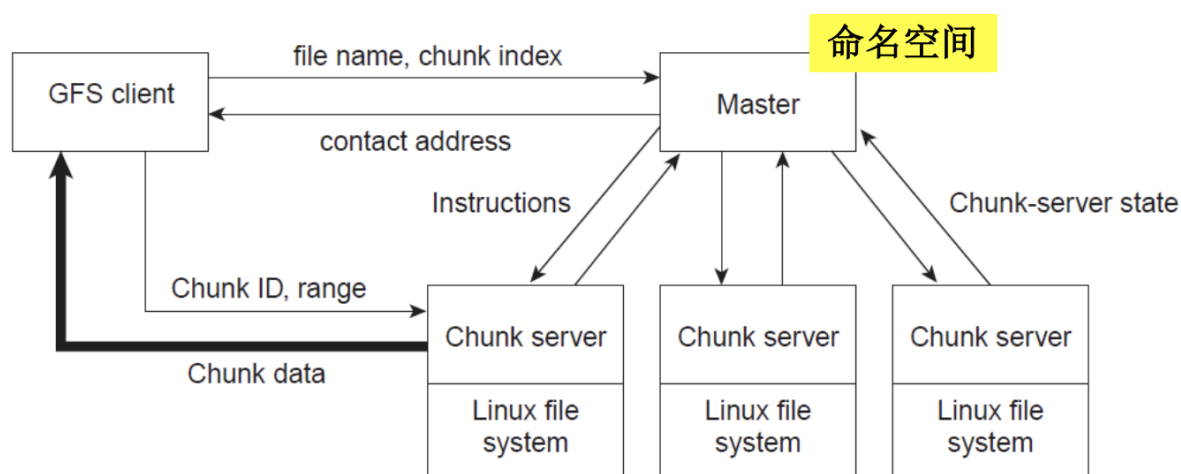 命名空间
file name, chunk index
GFS client
Master
contact address
Instructions
Chunk-server state
Chunk ID, range
Chunk server
Chunk server
Chunk server
Chunk data
Linux file
system
Linux file
system
Linux file
system